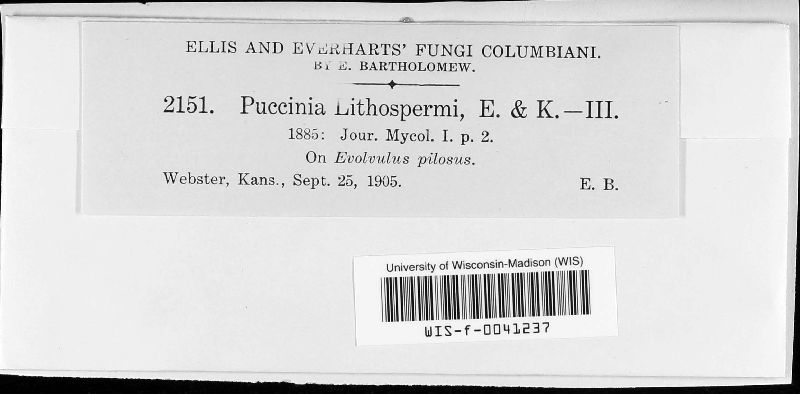 ELLIS AND EVERHARTS' FUNGI COLUMBIANI.
BY E. BARTHOLOMEW.
2151. Puccinia Lithospermi, E. & K.—III.
1885: Jour. Mycol. I. p. 2.
On Evolvulus pilosus.
Webster, Kans., Sept. 25, 1905. E. B.
University of Wisconsin-Madison (WIS)
WIS-f-0041237